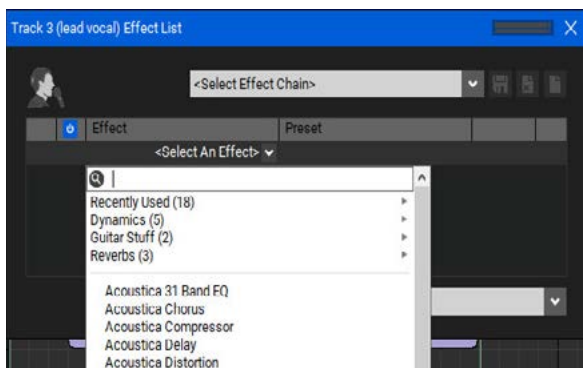 Track 3 (lead vocal) Effect List
<Select Effect Chain>
Effect Preset
<Select An Effect>
Recently Used (18)
Dynamics (5)
Guitar Stuff (2)
Reverbs (3)
Acoustica 31 Band EQ
Acoustica Chorus
Acoustica Compressor
Acoustica Delay
Acoustica Distortion